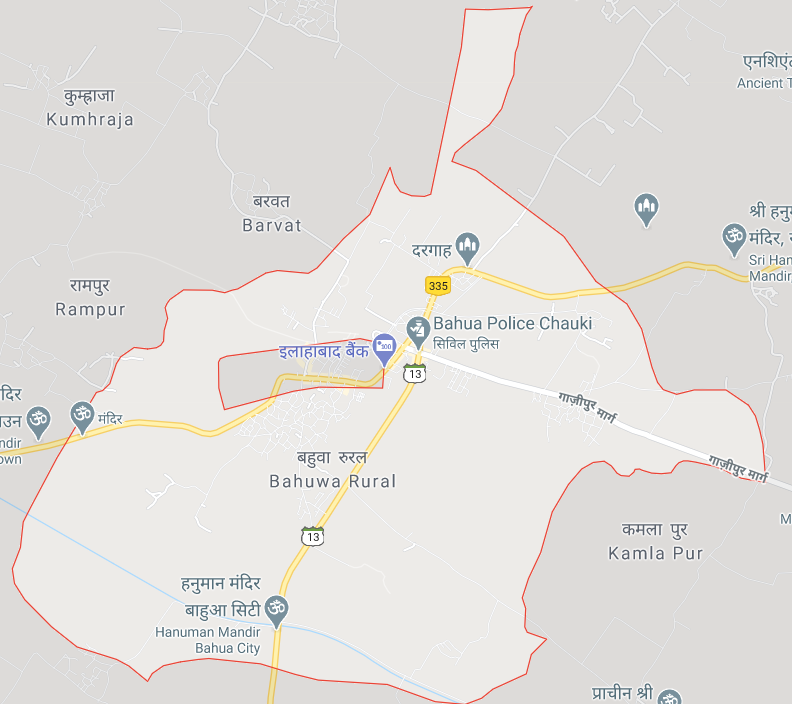 एनशिएंट
Ancient T
कुम्हराजा
Kumhraja
बरवत
Barvat
श्री हनु
मंदिर,
Sri Han
Mandir,
दरगाह
रामपुर
Rampur
335
Bahua Police Chauki
सिविल पुलिस
इलाहाबाद बैंक
13
गाज़ीपुर मार्ग
मंदिर
उन
ndir
own
मंदिर
बहुवा रुरल
Bahuwa Rural
गाज़ीपुर मार्ग
M
कमला पुर
Kamla Pur
13
हनुमान मंदिर
बाहुआ सिटी
Hanuman Mandir
Bahua City
प्राचीन श्री